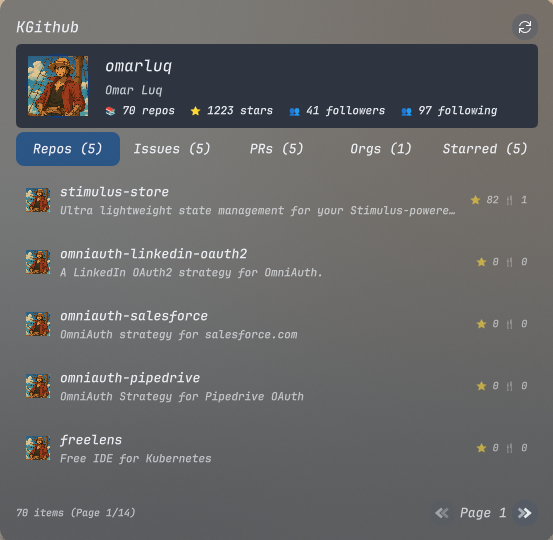 KGithub
omarluq
Omar Luq
70 repos 1223 stars 41 followers 97 following
Repos (5) Issues (5) PRs (5) Orgs (1) Starred (5)
stimulus-store
Ultra lightweight state management for your Stimulus-powere…
82 1
omniauth-linkedin-oauth2
A LinkedIn OAuth2 strategy for OmniAuth.
0 0
omniauth-salesforce
OmniAuth strategy for salesforce.com
0 0
omniauth-pipedrive
OmniAuth Strategy for Pipedrive OAuth
0 0
freelens
Free IDE for Kubernetes
0 0
70 items (Page 1/14) Page 1